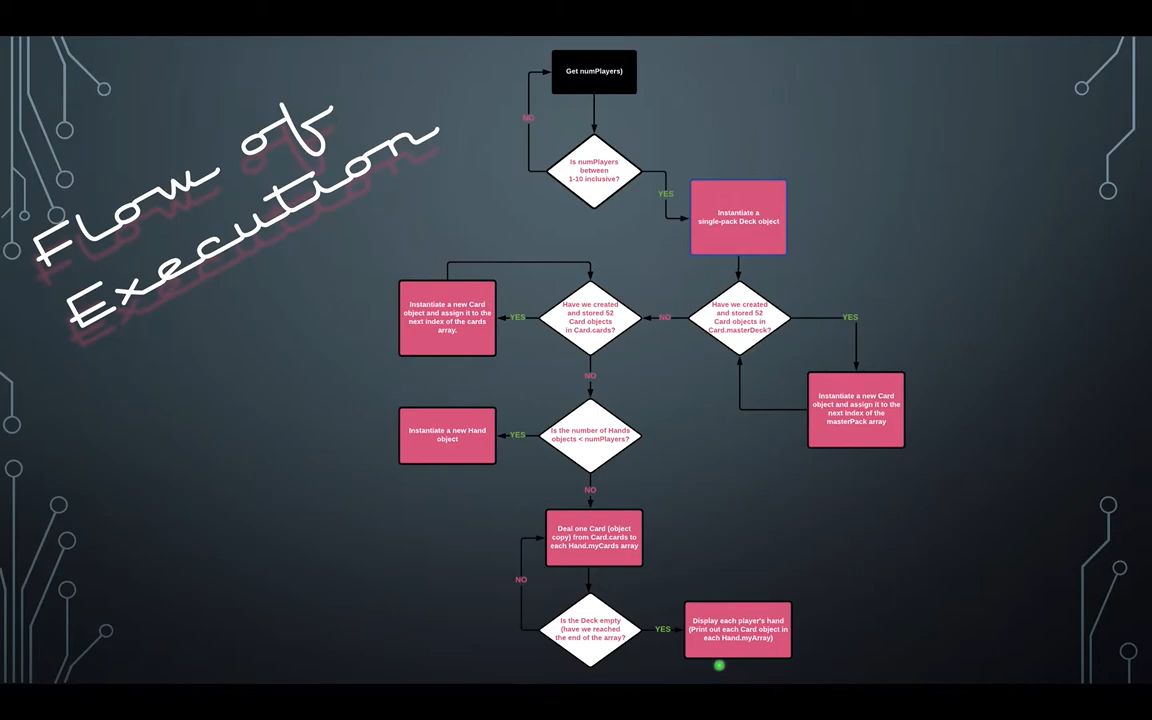 Flow of
Execution
Get numPlayers)
NO
Is numPlayers
between
1-10 inclusive?
YES
Instantiate a
single-pack Deck object
Instantiate a new Card
object and assign it to the
next index of the cards
array.
YES
Have we created
and stored 52
Card objects
in Card.cards?
NO
Have we created
and stored 52
Card objects in
Card.masterDeck?
YES
NO
Instantiate a new Card
object and assign it to the
next index of the
masterPack array
Instantiate a new Hand
object
YES
Is the number of Hands
objects < numPlayers?
NO
Deal one Card (object
copy) from Card.cards to
each Hand.myCards array
NO
Is the Deck empty
(have we reached
the end of the array?
YES
Display each player's hand
(Print out each Card object in
each Hand.myArray)